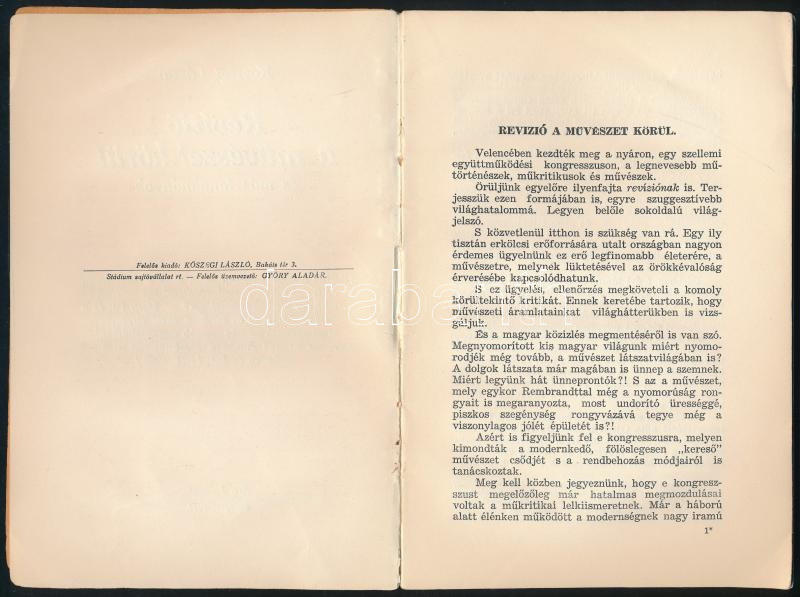 Felelős kiadó: KŐSZEGI LÁSZLÓ, Bakáts tér 3.
Stádium sajtóvállalat rt. — Felelős üzemvezető: GYŐRY ALADÁR.
REVIZIÓ A MŰVÉSZET KÖRÜL.
Velencében kezdték meg a nyáron, egy szellemi
együttműködési kongresszuson, a legnevesebb mű-
történészek, műkritikusok és művészek.
Örüljünk egyelőre ilyenfajta revíziónak is. Ter-
jesszük ezen formájában is, egyre szuggesztívebb
világhatalommá. Legyen belőle sokoldalú világ-
jelszó.
S közvetlenül itthon is szükség van rá. Egy ily
tisztán erkölcsi erőforrására utalt országban nagyon
érdemes ügyelnünk ez erő legfinomabb életerére, a
művészetre, melynek lüktetésével az örökkévalóság
érverésébe kapcsolódhatunk.
S ez ügyelés, ellenőrzés megköveteli a komoly
körültekintő kritikát. Ennek keretébe tartozik, hogy
művészeti áramlatainkat világhátterükben is vizs-
gáljuk.
És a magyar közízlés megmentéséről is van szó.
Megnyomorított kis magyar világunk miért nyomo-
rodjék még tovább, a művészet látszatvilágában is?
A dolgok látszata már magában is ünnep a szemnek.
Miért legyünk hát ünneprontók?! S az a művészet,
mely egykor Rembrandttal még a nyomorúság ron-
gyait is megaranyozta, most undorító ürességgé,
piszkos szegénység rongyvázává tegye még a
viszonylagos jólét épületét is?!
Azért is figyeljünk fel e kongresszusra, melyen
kimondták a modernkedő, fölöslegesen „kereső"
művészet csődjét s a rendbehozás módjairól is
tanácskoztak.
Meg kell közben jegyeznünk, hogy e kongresz-
szust megelőzőleg már hatalmas megmozdulásai
voltak a műkritikai lelkiismeretnek. Már a háború
alatt élénken működött a modernségnek nagy iramú
1*